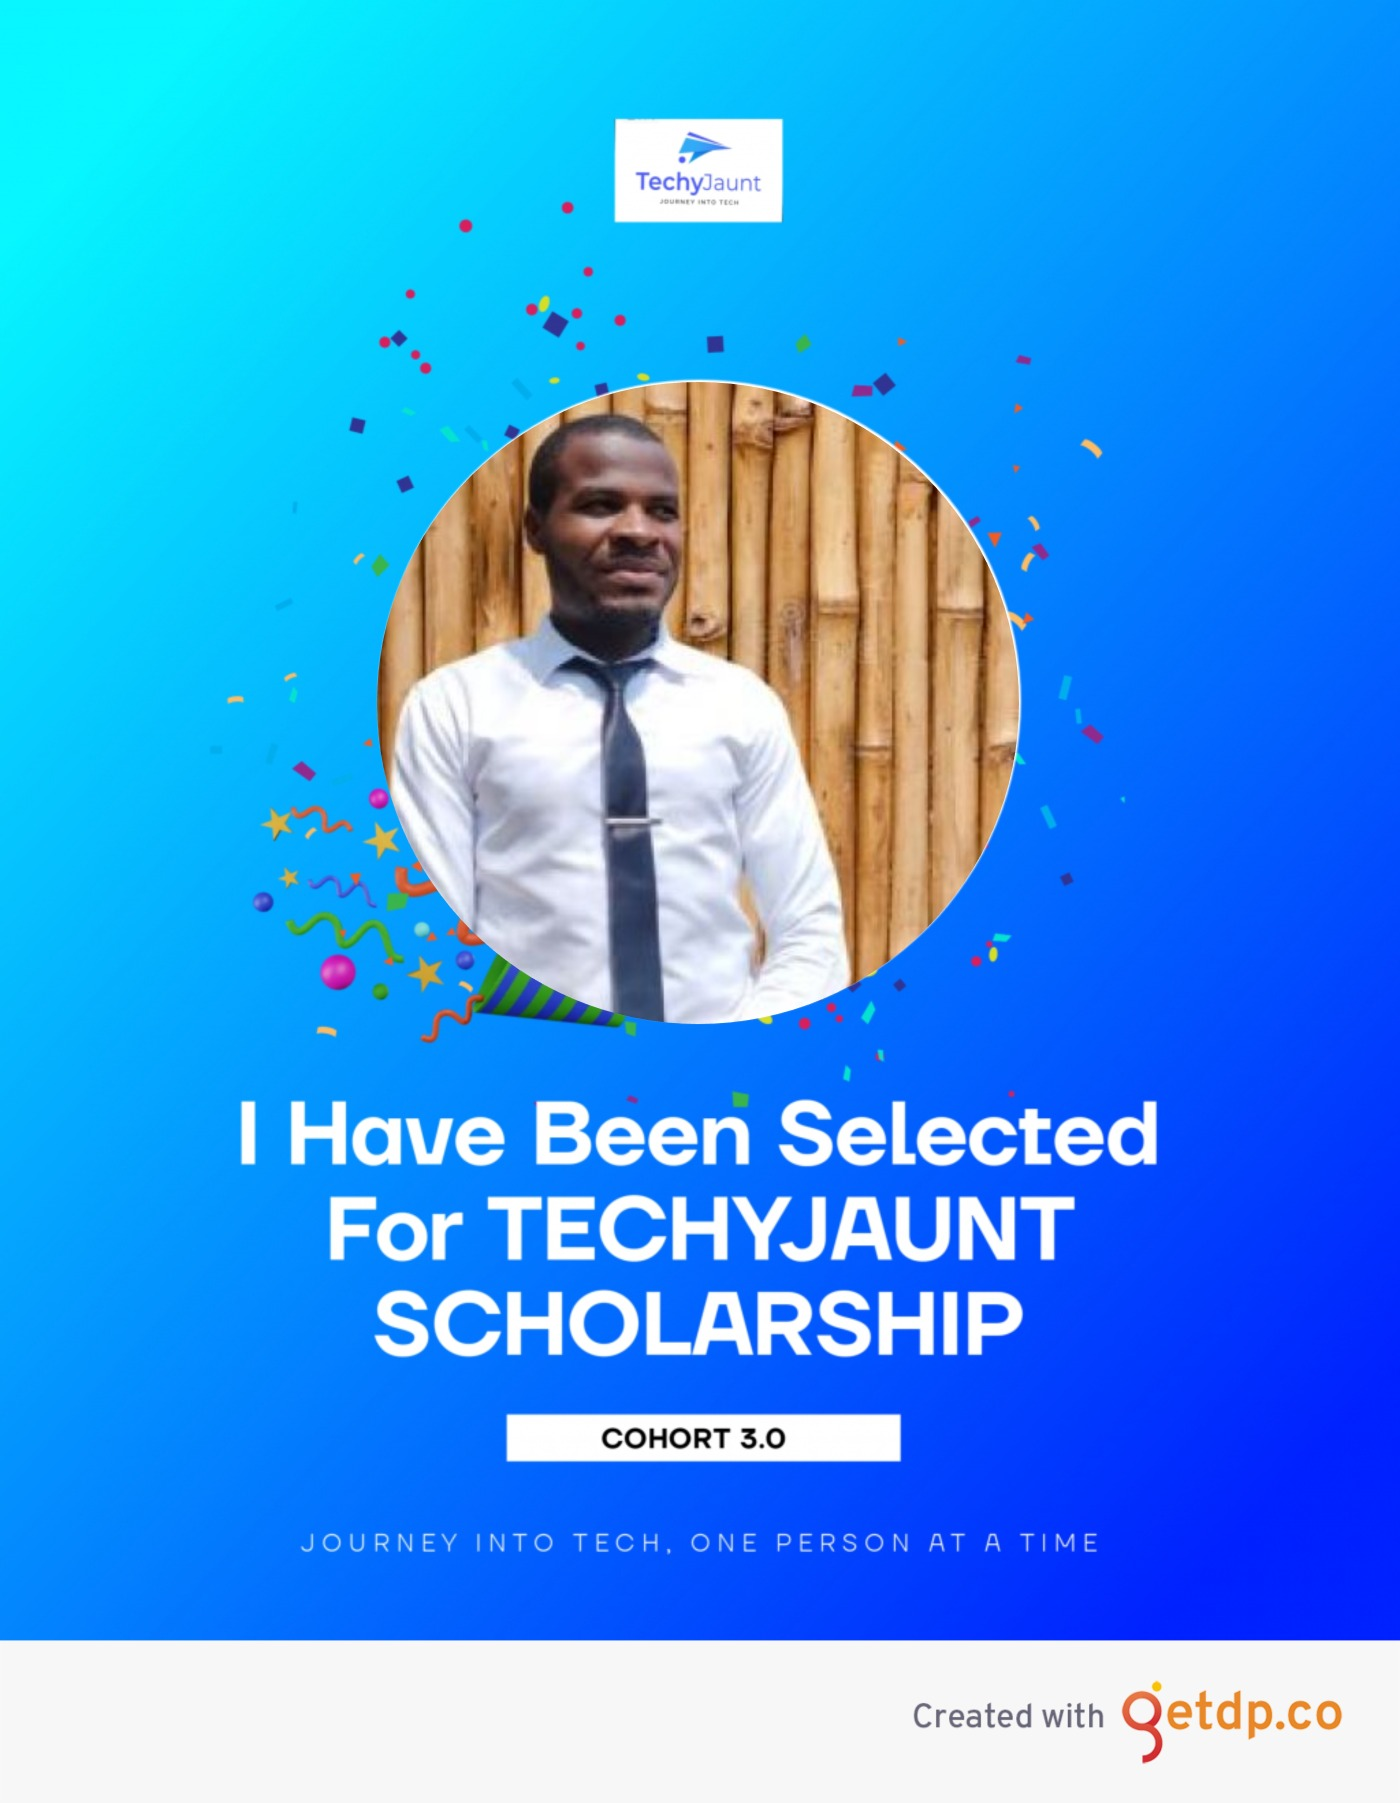 TechyJaunt
JOURNEY INTO TECH
I Have Been Selected
For TECHYJAUNT
SCHOLARSHIP
COHORT 3.0
JOURNEY INTO TECH, ONE PERSON AT A TIME
Created with getdp.co